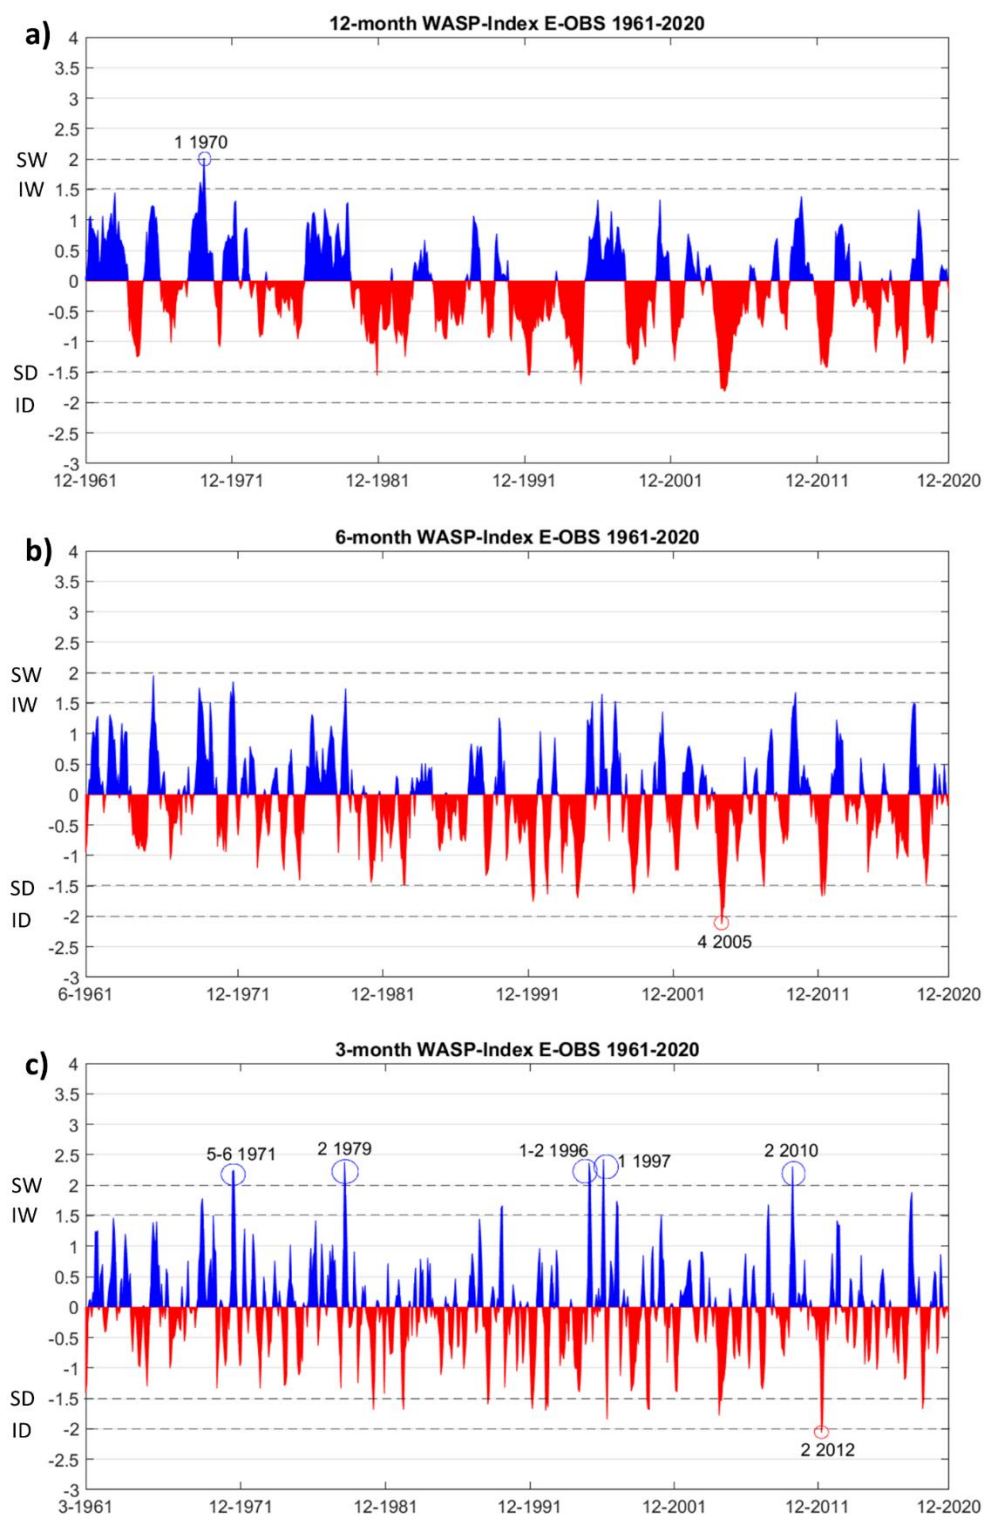 a)
12-month WASP-Index E-OBS 1961-2020
4
3.5
3
2.5
1 1970
SW 2
IW 1.5
1
0.5
0
-0.5
-1
SD -1.5
ID -2
-2.5
-3
12-1961 12-1971 12-1981 12-1991 12-2001 12-2011 12-2020
b)
6-month WASP-Index E-OBS 1961-2020
4
3.5
3
2.5
SW 2
IW 1.5
1
0.5
0
-0.5
-1
SD -1.5
ID -2
4 2005
-2.5
-3
6-1961 12-1971 12-1981 12-1991 12-2001 12-2011 12-2020
c)
3-month WASP-Index E-OBS 1961-2020
4
3.5
3
5-6 1971 2 1979 1-2 1996 1 1997 2 2010
2.5
SW 2
IW 1.5
1
0.5
0
-0.5
-1
SD -1.5
ID -2
2 2012
-2.5
-3
3-1961 12-1971 12-1981 12-1991 12-2001 12-2011 12-2020